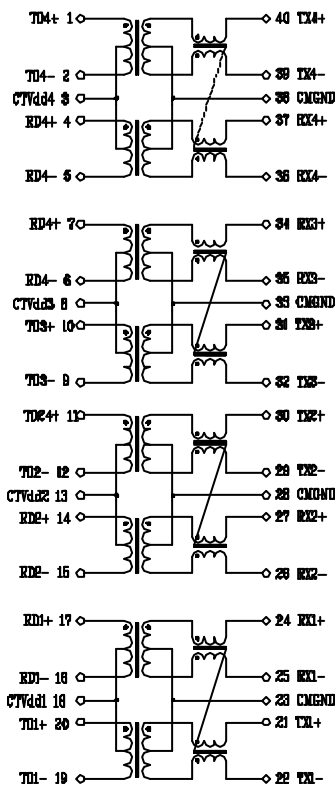 TD4+ 1 40 TX4+
TD4- 2 39 TX4-
CTVdd4 3 38 CMGND
RD4+ 4 37 RX4+
RD4- 5 36 RX4-
RD4+ 7 34 RX3+
RD4- 6 35 RX3-
CTVdd3 8 33 CMGND
TD3+ 10 31 TX3+
TD3- 9 32 TX3-
TD24+ 11 30 TX2+
TD2- 12 29 TX2-
CTVdd2 13 28 CMGND
RD2+ 14 27 RX2+
RD2- 15 26 RX2-
RD1+ 17 24 RX1+
RD1- 16 25 RX1-
CTVdd1 18 23 CMGND
TD1+ 20 21 TX1+
TD1- 19 22 TX1-